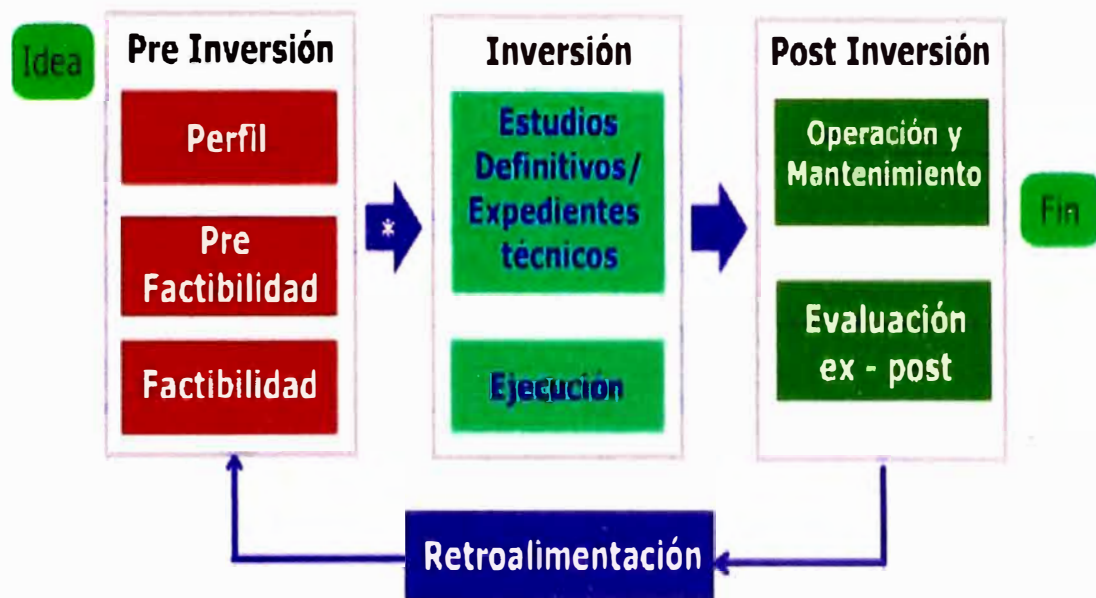 Idea
Pre Inversión
Perfil
Pre
Factibilidad
Factibilidad
*
Inversión
Estudios
Definitivos/
Expedientes
técnicos
Ejecución
Post Inversión
Operación y
Mantenimiento
Evaluación
ex - post
Fin
Retroalimentación